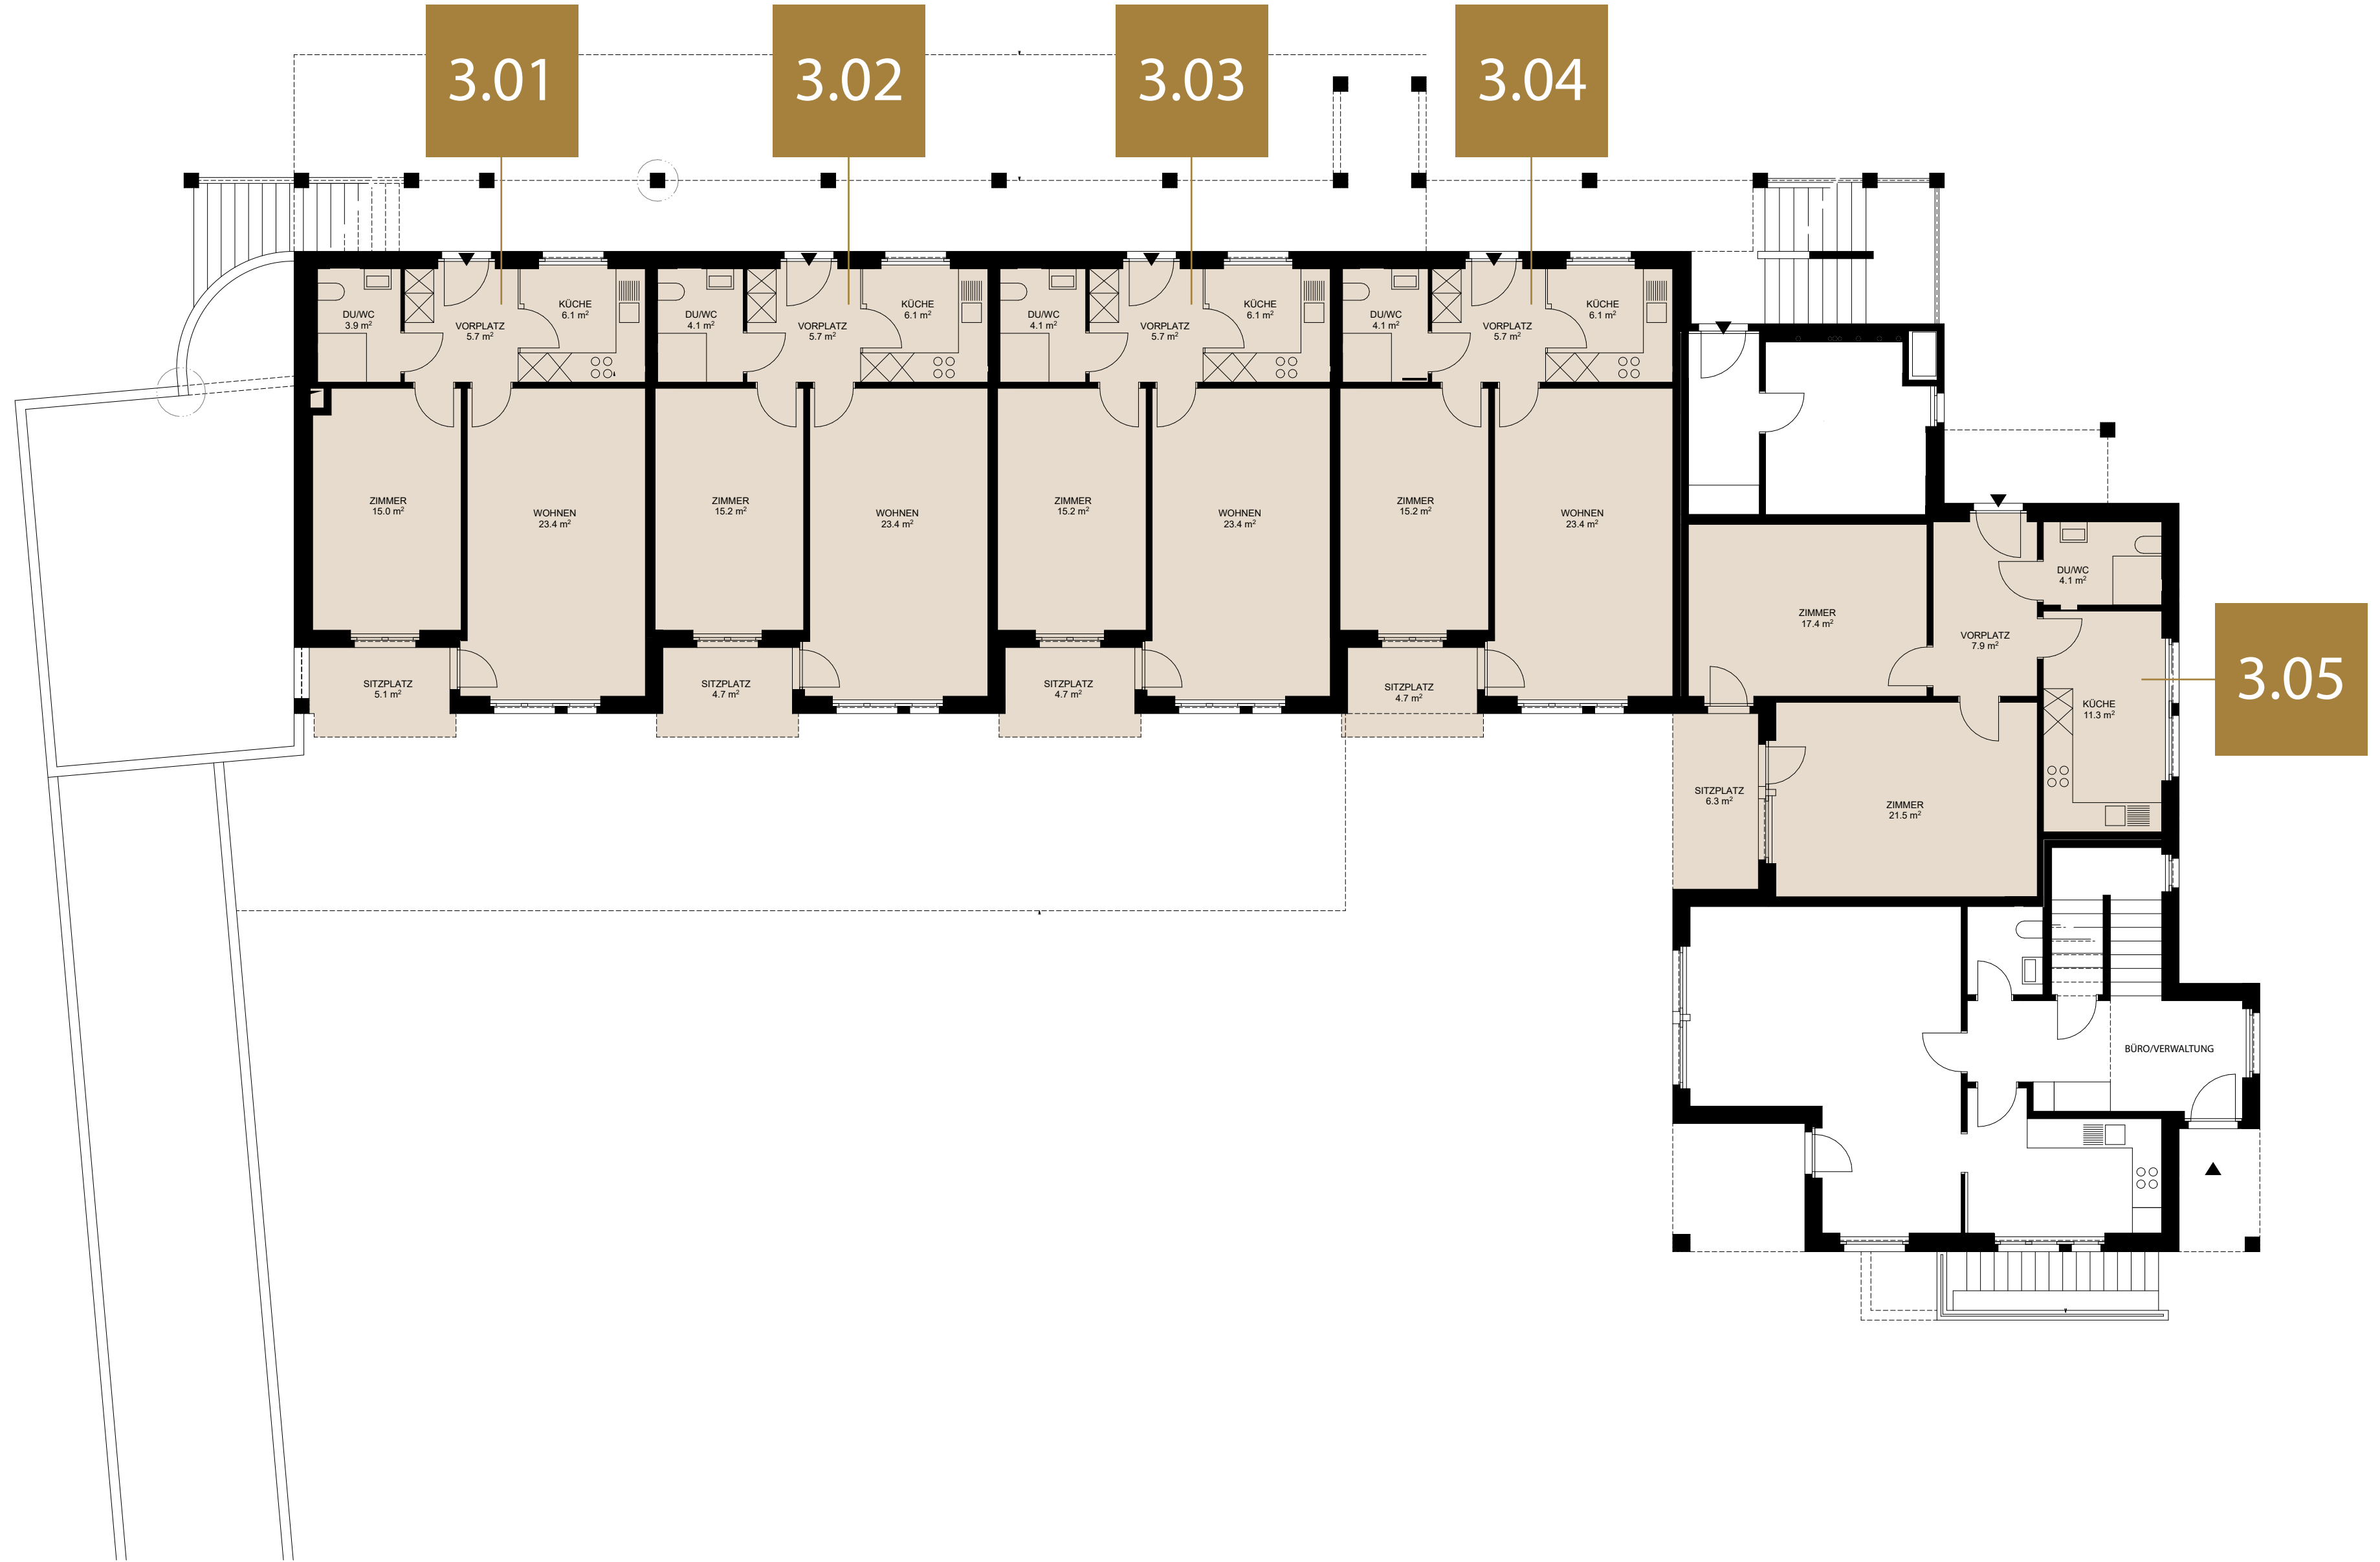 3.01
3.02
3.03
3.04
DU/WC
3.9 m²
VORPLATZ
5.7 m²
KÜCHE
6.1 m²
ZIMMER
15.0 m²
WOHNEN
23.4 m²
SITZPLATZ
5.1 m²
DU/WC
4.1 m²
VORPLATZ
5.7 m²
KÜCHE
6.1 m²
ZIMMER
15.2 m²
WOHNEN
23.4 m²
SITZPLATZ
4.7 m²
DU/WC
4.1 m²
VORPLATZ
5.7 m²
KÜCHE
6.1 m²
ZIMMER
15.2 m²
WOHNEN
23.4 m²
SITZPLATZ
4.7 m²
DU/WC
4.1 m²
VORPLATZ
5.7 m²
KÜCHE
6.1 m²
ZIMMER
15.2 m²
WOHNEN
23.4 m²
SITZPLATZ
4.7 m²
DU/WC
4.1 m²
ZIMMER
17.4 m²
VORPLATZ
7.9 m²
3.05
KÜCHE
11.3 m²
SITZPLATZ
6.3 m²
ZIMMER
21.5 m²
BÜRO/VERWALTUNG